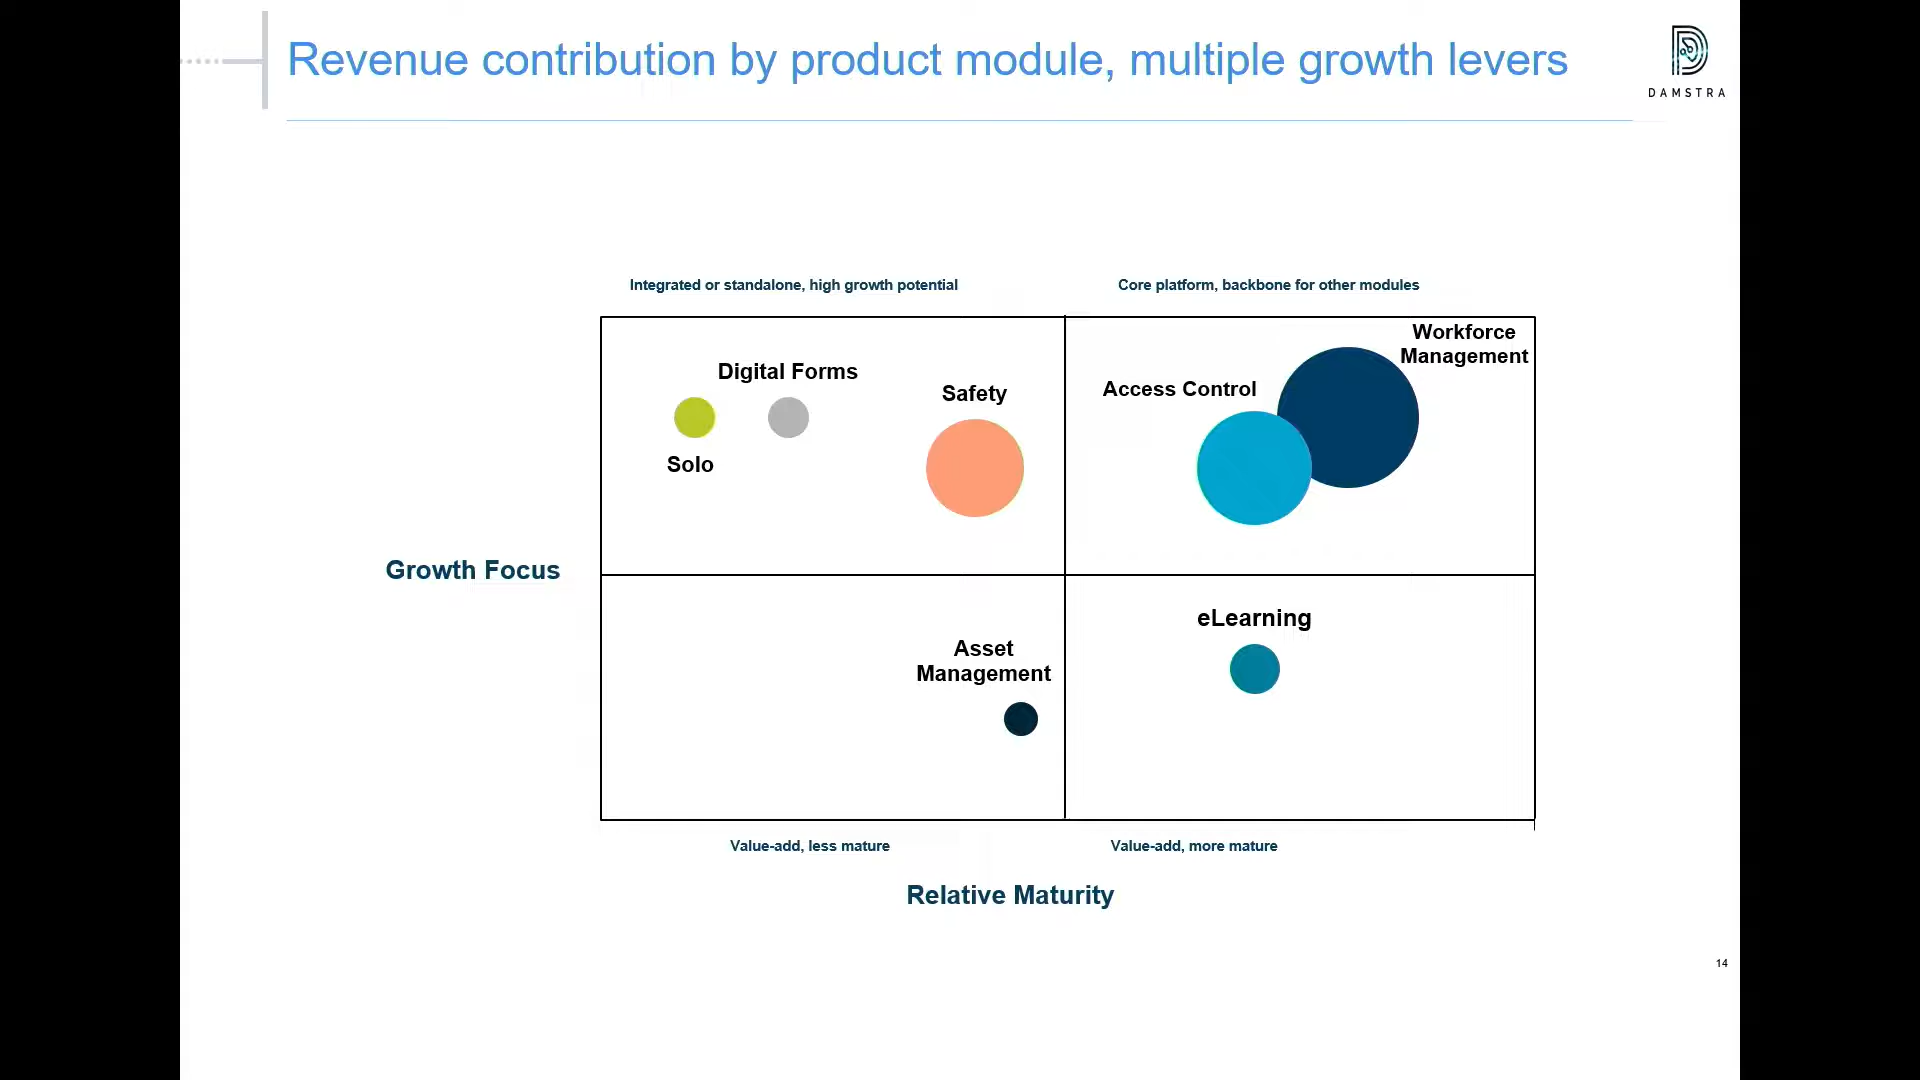 Revenue contribution by product module, multiple growth levers
DAMSTRA
Integrated or standalone, high growth potential
Core platform, backbone for other modules
Workforce
Management
Digital Forms
Safety
Access Control
Solo
Growth Focus
eLearning
Asset
Management
Value-add, less mature
Value-add, more mature
Relative Maturity
14